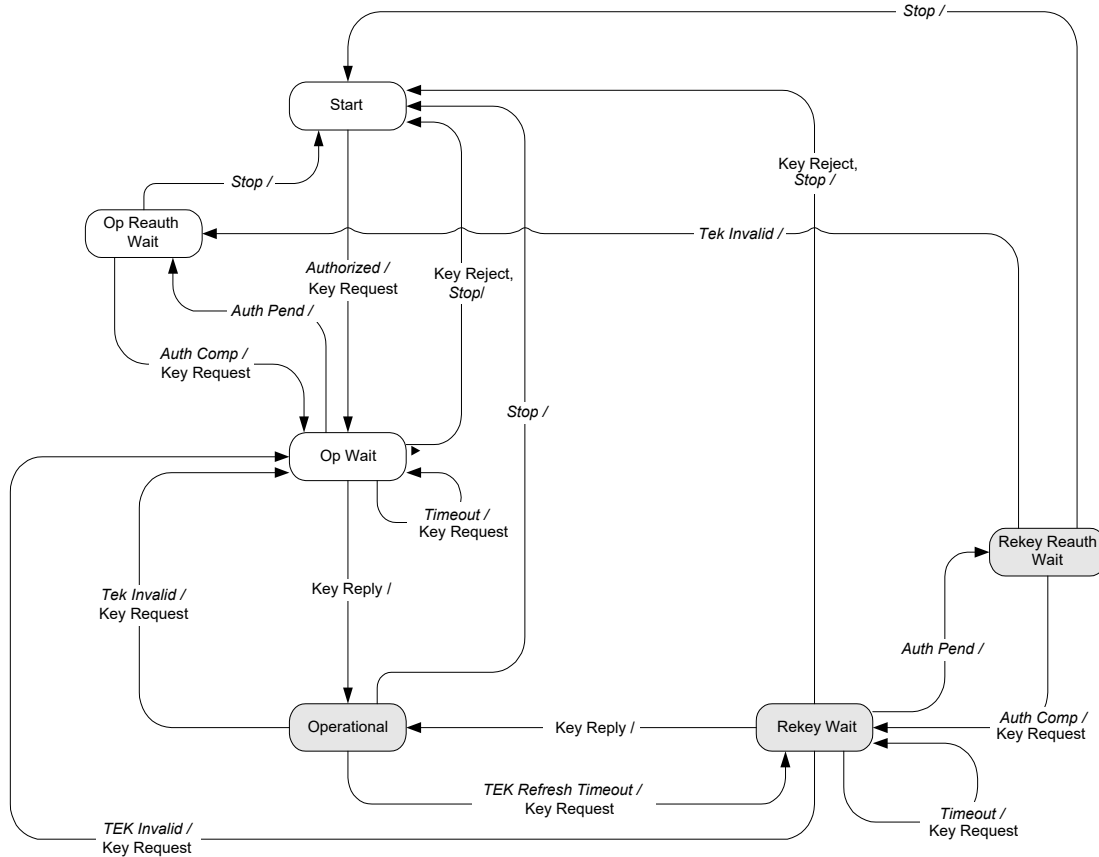 Stop /
Start
Key Reject,
Stop /
Stop /
Op Reauth
Wait
Tek Invalid /
Authorized /
Key Request
Key Reject,
Stop/
Auth Pend /
Auth Comp /
Key Request
Stop /
Op Wait
Timeout /
Key Request
Rekey Reauth
Wait
Tek Invalid /
Key Request
Key Reply /
Auth Pend /
Operational
Key Reply /
Rekey Wait
Auth Comp /
Key Request
TEK Refresh Timeout /
Key Request
Timeout /
Key Request
TEK Invalid /
Key Request